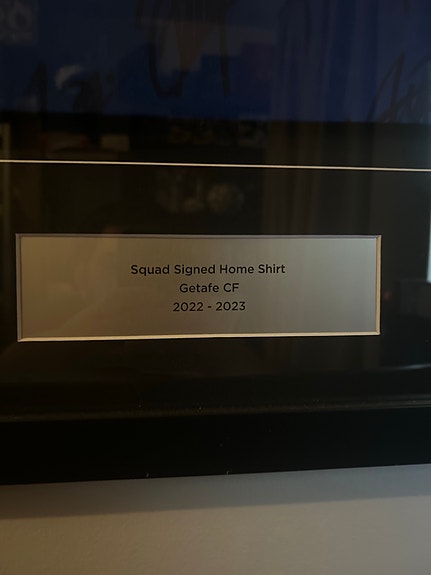 Squad Signed Home Shirt
Getafe CF
2022 - 2023